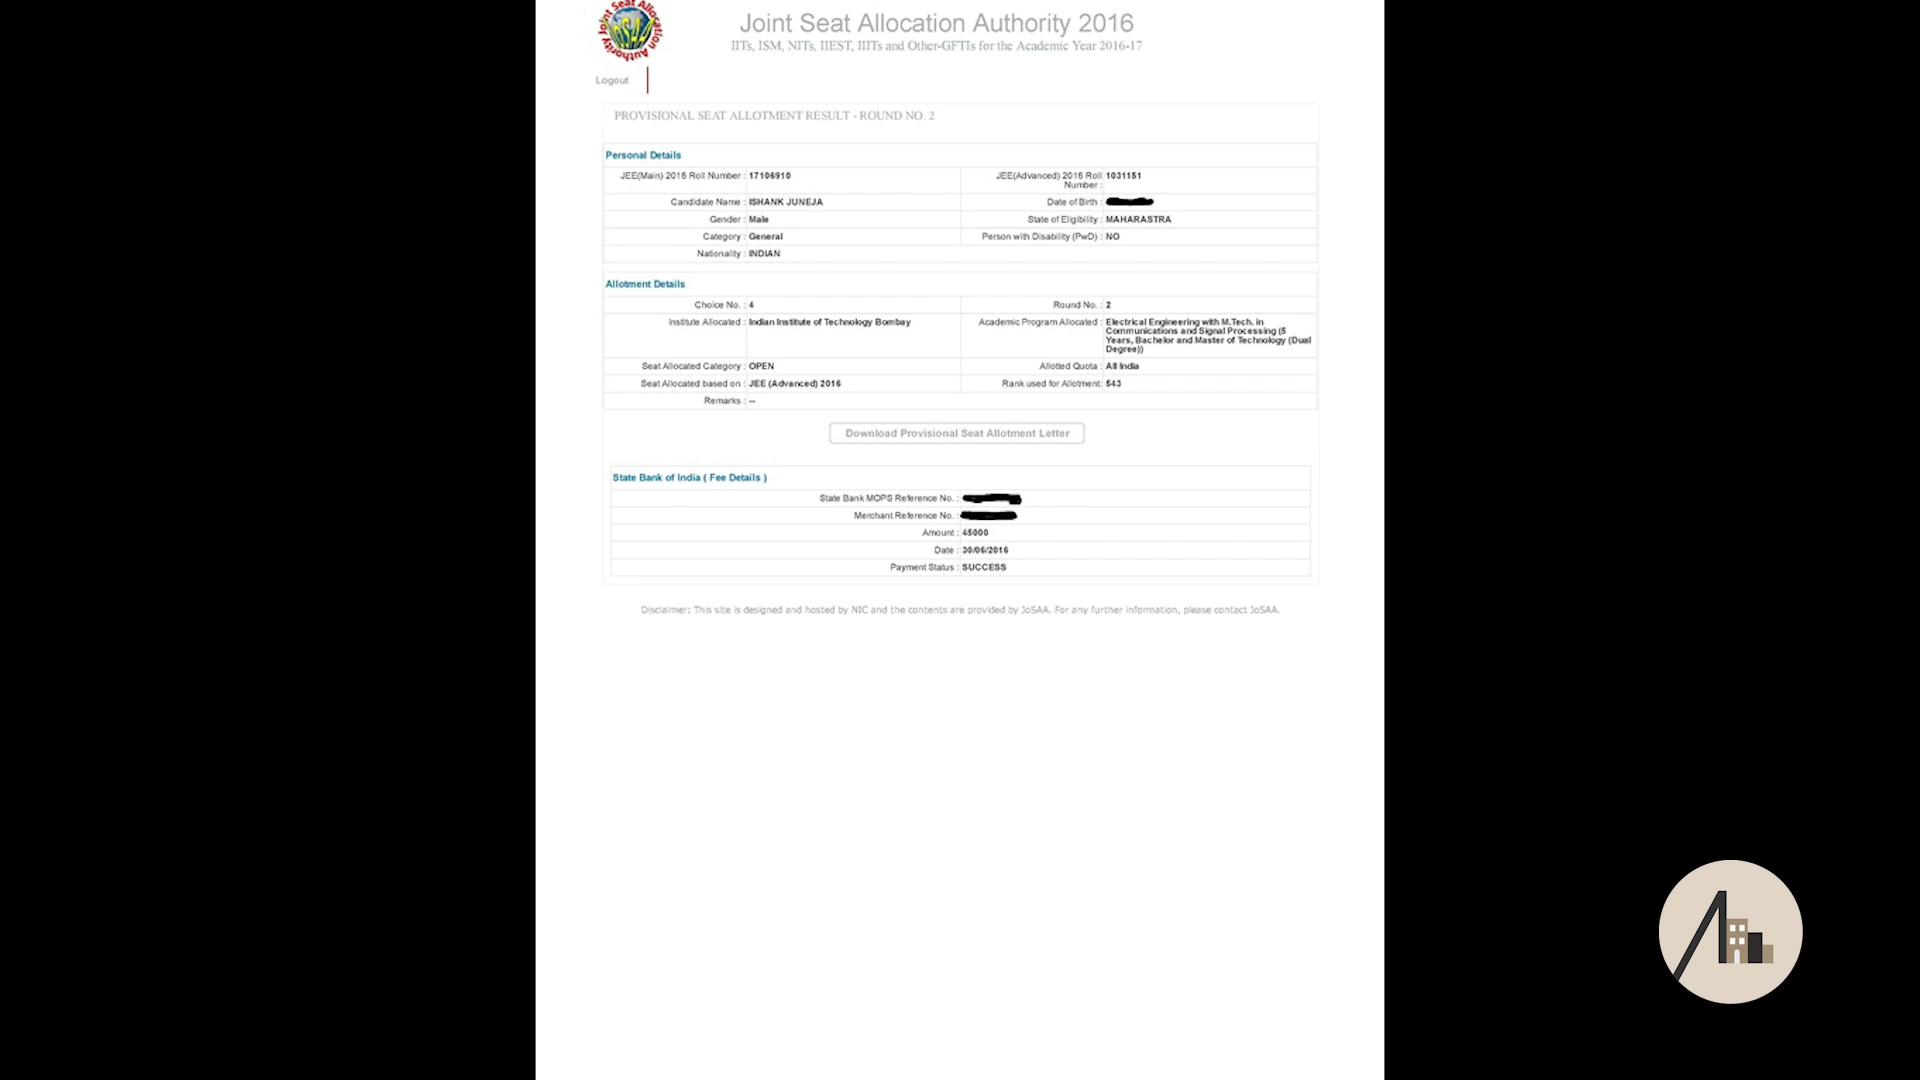 Joint Seat Allocation Authority
JoSAA
Joint Seat Allocation Authority 2016
IITs, ISM, NITs, IIEST, IIITs and Other-GFTIs for the Academic Year 2016-17
Logout
PROVISIONAL SEAT ALLOTMENT RESULT - ROUND NO. 2
Personal Details
JEE(Main) 2016 Roll Number : 17106910
JEE(Advanced) 2016 Roll Number : 1031151
Candidate Name : ISHANK JUNEJA
Date of Birth :
Gender : Male
State of Eligibility : MAHARASTRA
Category : General
Person with Disability (PwD) : NO
Nationality : INDIAN
Allotment Details
Choice No. : 4
Round No. : 2
Institute Allocated : Indian Institute of Technology Bombay
Academic Program Allocated : Electrical Engineering with M.Tech. in
Communications and Signal Processing (5
Years, Bachelor and Master of Technology (Dual
Degree))
Seat Allocated Category : OPEN
Allotted Quota : All India
Seat Allocated based on : JEE (Advanced) 2016
Rank used for Allotment: 543
Remarks : --
Download Provisional Seat Allotment Letter
State Bank of India ( Fee Details )
State Bank MOPS Reference No. :
Merchant Reference No. :
Amount : 45000
Date : 30/06/2016
Payment Status : SUCCESS
Disclaimer: This site is designed and hosted by NIC and the contents are provided by JoSAA. For any further information, please contact JoSAA.